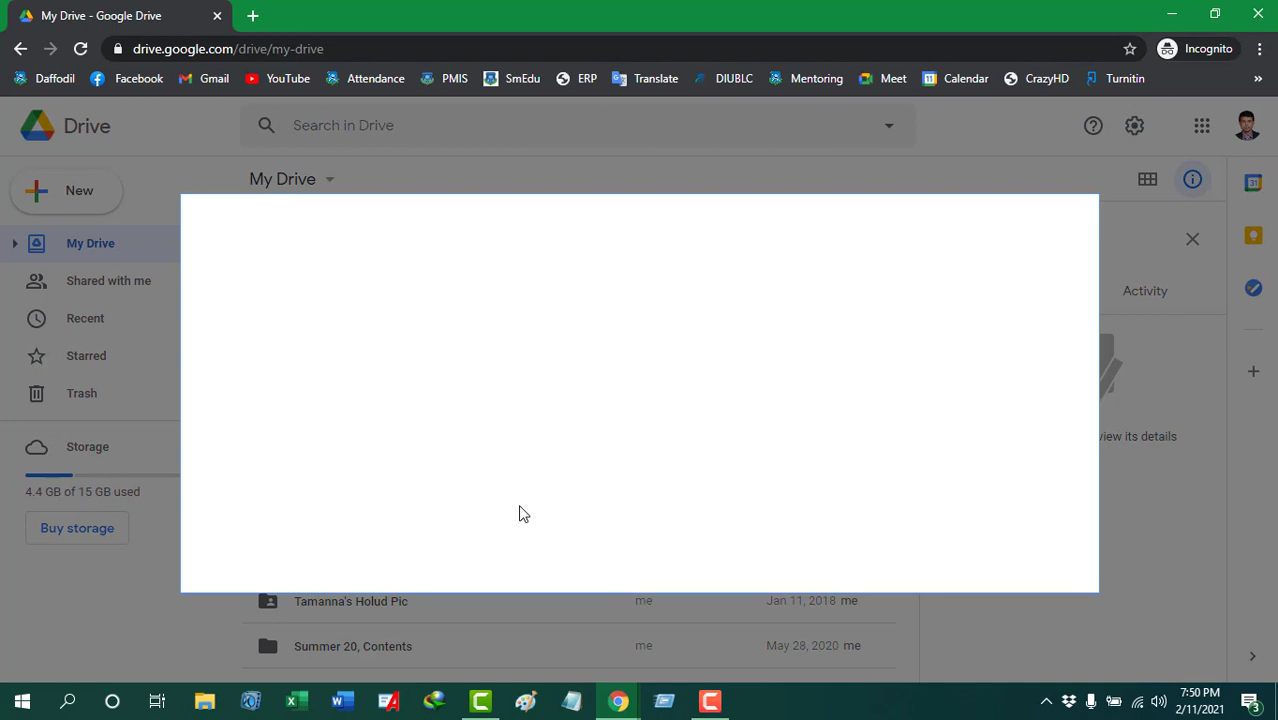 My Drive - Google Drive
drive.google.com/drive/my-drive
Incognito
Daffodil Facebook Gmail YouTube Attendance PMIS SmEdu ERP Translate DIUBLC Mentoring Meet Calendar CrazyHD Turnitin »
Drive
Search in Drive
New
My Drive
My Drive
Shared with me
Recent
Starred
Trash
Storage
4.4 GB of 15 GB used
Buy storage
Activity
view its details
Tamanna's Holud Pic me Jan 11, 2018 me
Summer 20, Contents me May 28, 2020 me
31
7:50 PM
2/11/2021
3